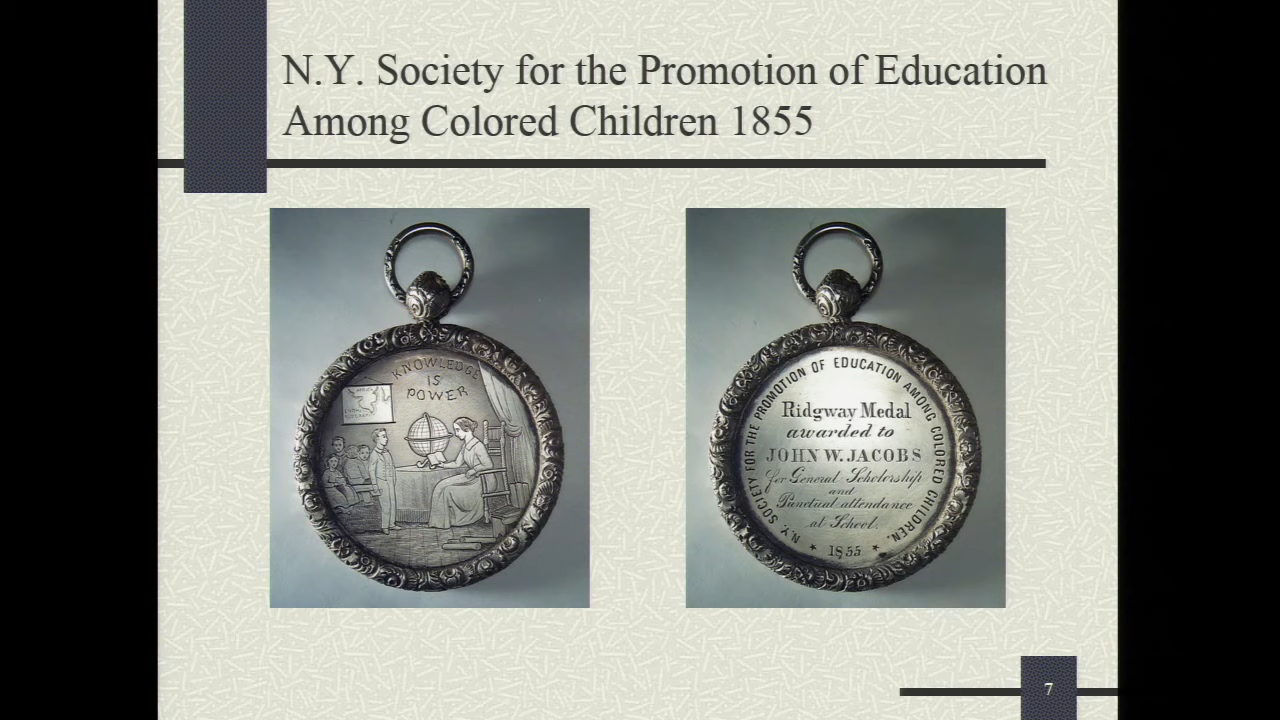 N.Y. Society for the Promotion of Education
Among Colored Children 1855
KNOWLEDGE
IS
POWER
N.Y. SOCIETY FOR THE PROMOTION OF EDUCATION AMONG COLORED CHILDREN.
Ridgway Medal
awarded to
JOHN W. JACOBS
for General Scholorship
and
Punctual attendance
at School.
★ 1855 ★
7